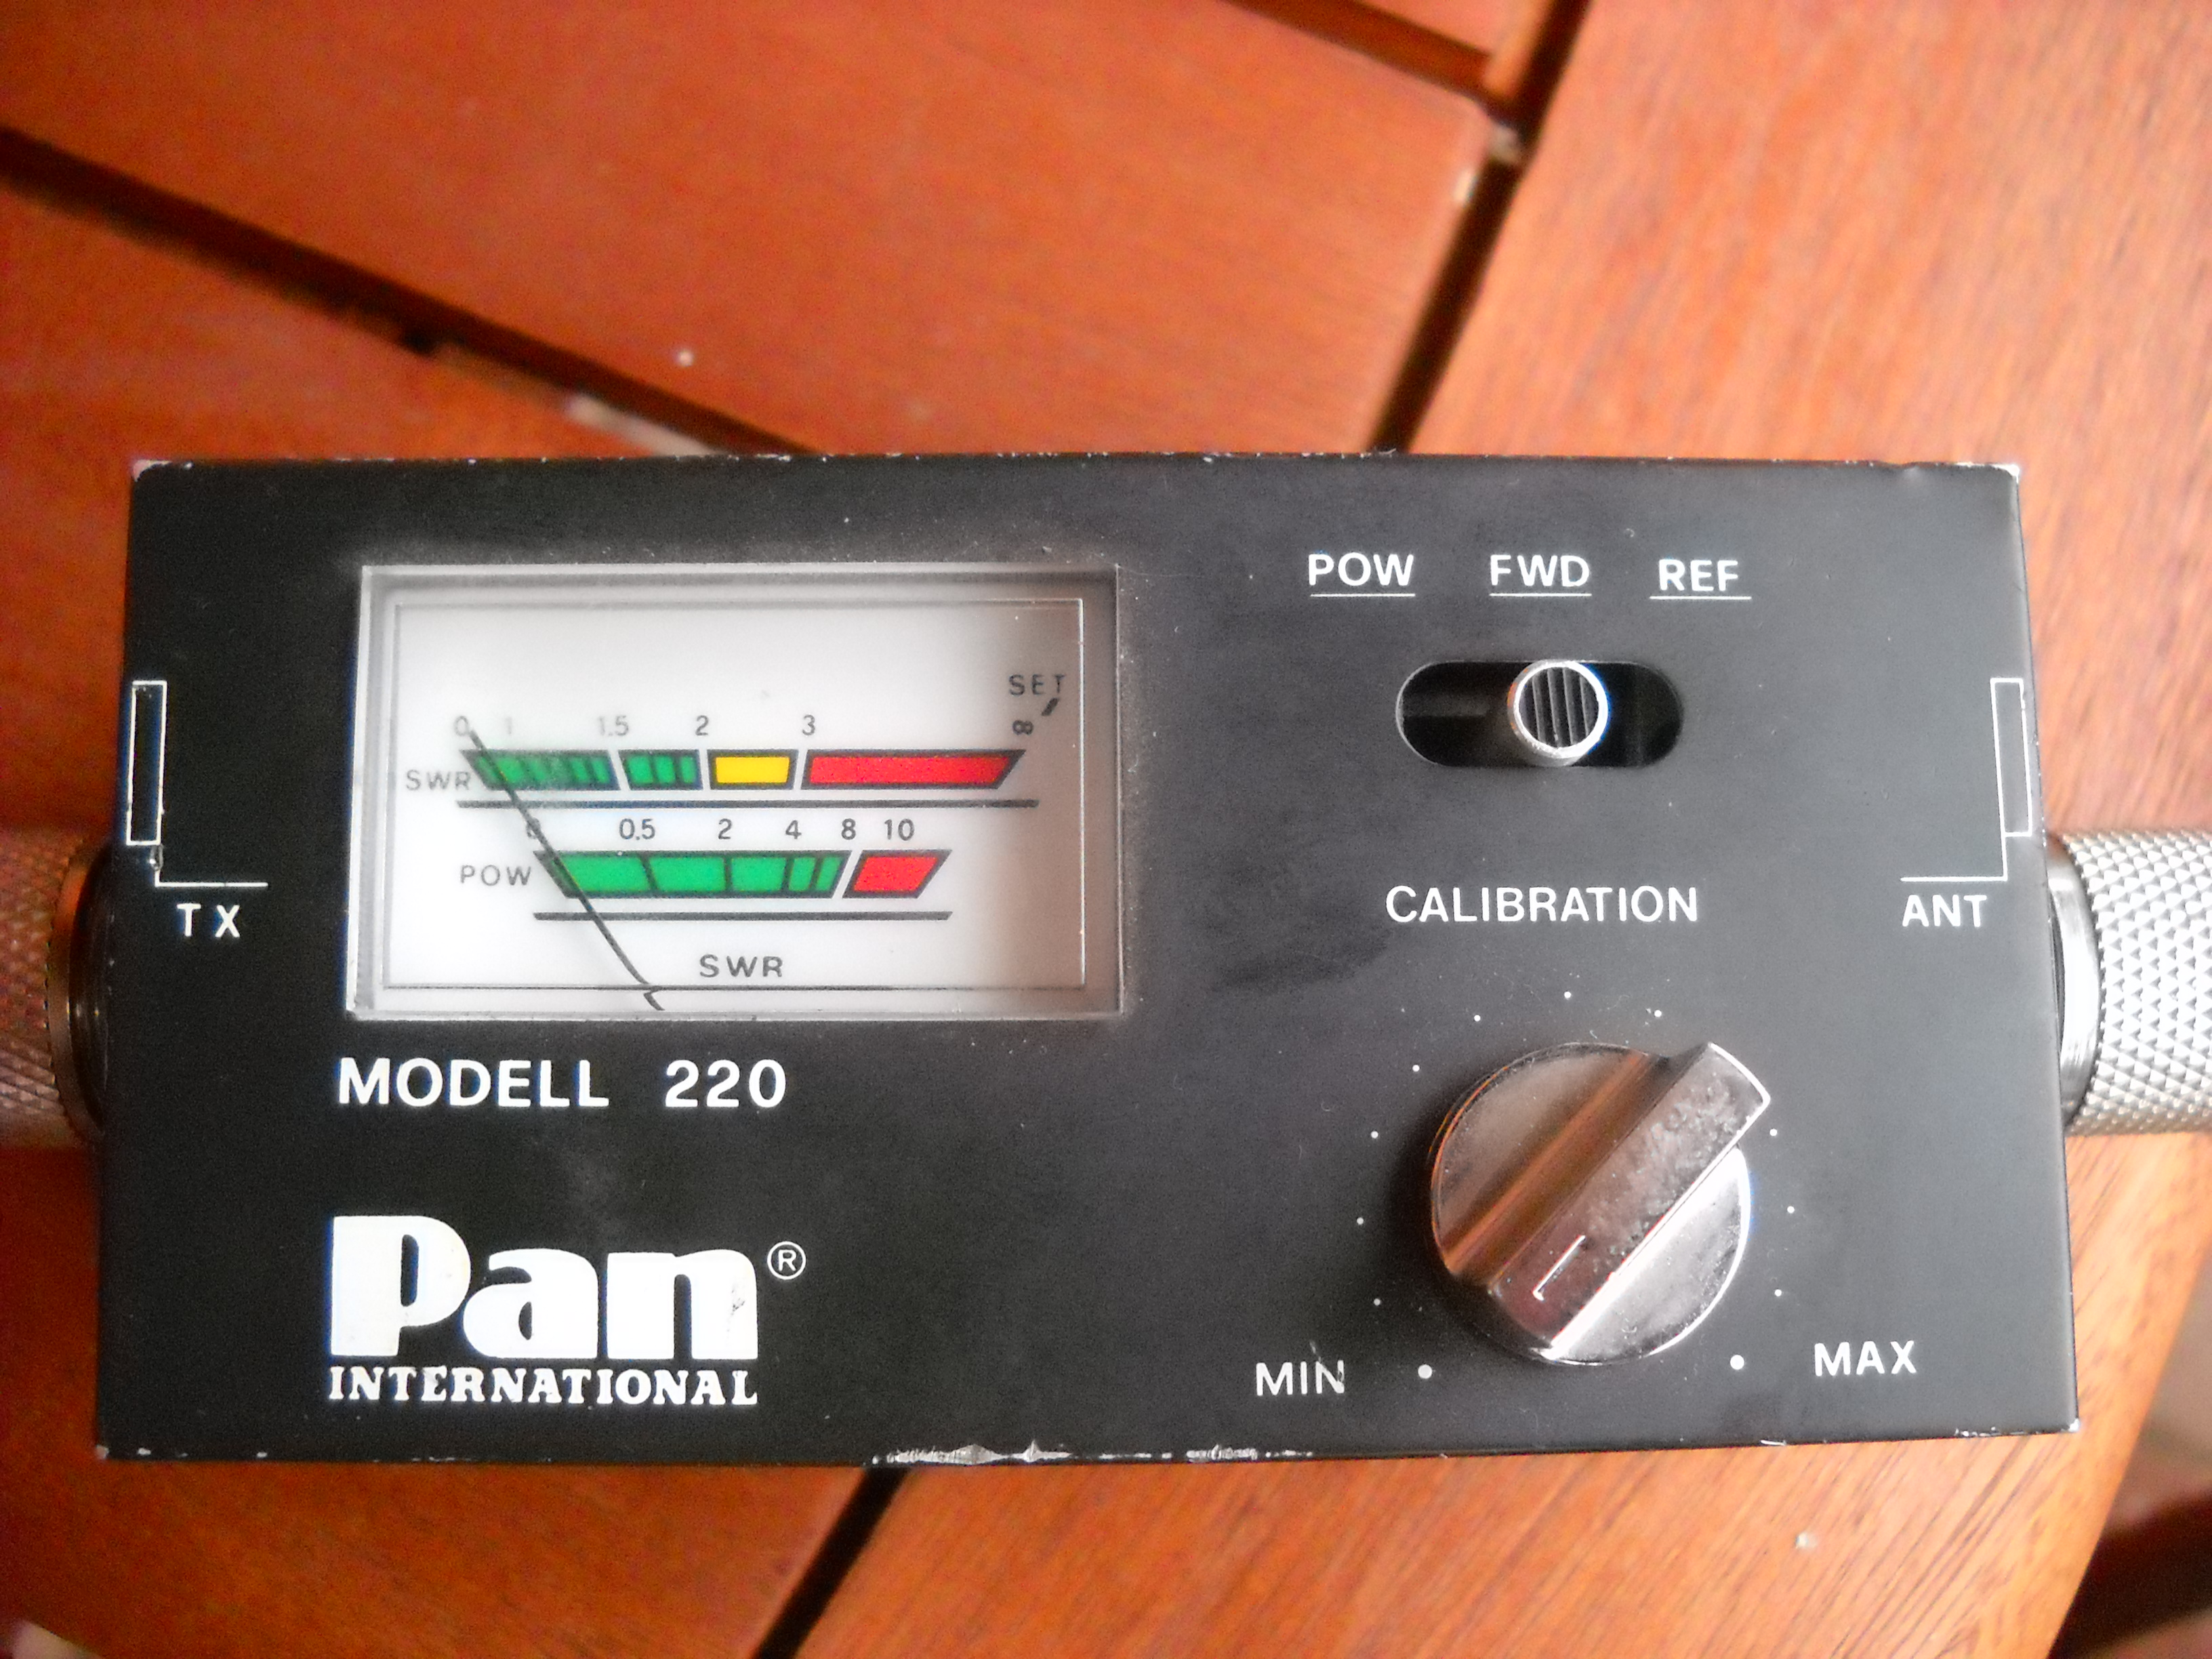 POW FWD REF
SET
0 1 1.5 2 3 ∞
SWR
0 0.5 2 4 8 10
POW
SWR
TX
CALIBRATION
ANT
MODELL 220
Pan®
INTERNATIONAL
MIN MAX